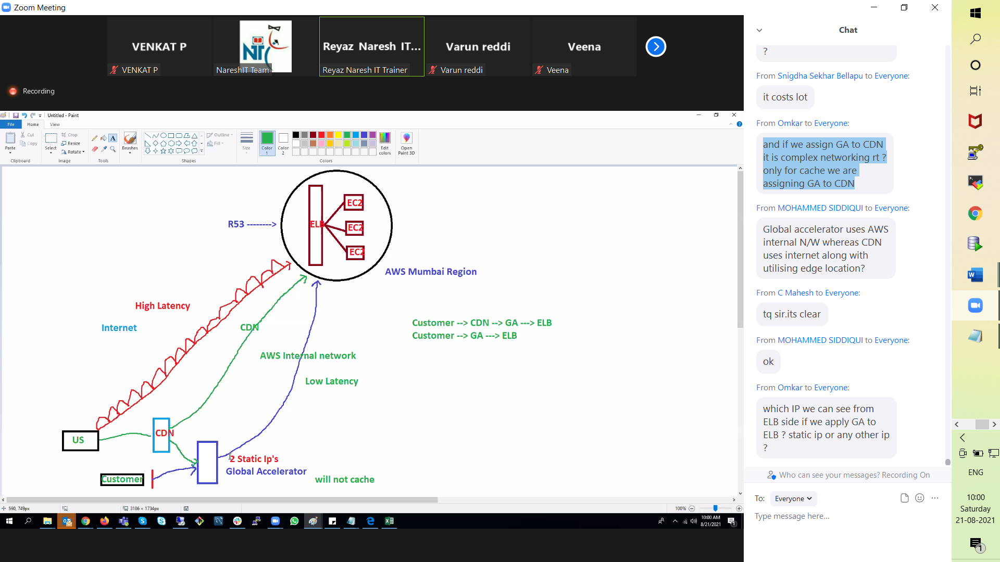 Zoom Meeting
VENKAT P
VENKAT P
NIT
NareshIT Team
Reyaz Naresh IT...
Reyaz Naresh IT Trainer
Varun reddi
Varun reddi
Veena
Veena
Recording
Untitled - Paint
File Home View
Paste
Cut
Copy
Clipboard
Select
Crop
Resize
Rotate
Image
A
Tools
Brushes
Outline
Fill
Shapes
Size
Color 1
Color 2
Edit colors
Colors
Open Paint 3D
EC2
R53 -------->
ELB
EC2
EC2
AWS Mumbai Region
High Latency
Internet
CDN
Customer --> CDN --> GA ---> ELB
Customer --> GA ---> ELB
AWS Internal network
Low Latency
US
CDN
2 Static Ip's
Global Accelerator
Customer
will not cache
590, 749px
3186 × 1734px
100%
10:00 AM
8/21/2021
1
Chat
?
From Snigdha Sekhar Bellapu to Everyone:
it costs lot
From Omkar to Everyone:
and if we assign GA to CDN
it is complex networking rt ?
only for cache we are
assigning GA to CDN
From MOHAMMED SIDDIQUI to Everyone:
Global accelerator uses AWS
internal N/W whereas CDN
uses internet along with
utilising edge location?
From C Mahesh to Everyone:
tq sir.its clear
From MOHAMMED SIDDIQUI to Everyone:
ok
From Omkar to Everyone:
which IP we can see from
ELB side if we apply GA to
ELB ? static ip or any other ip
?
Who can see your messages? Recording On
To: Everyone
Type message here...
ENG
10:00
Saturday
21-08-2021
1